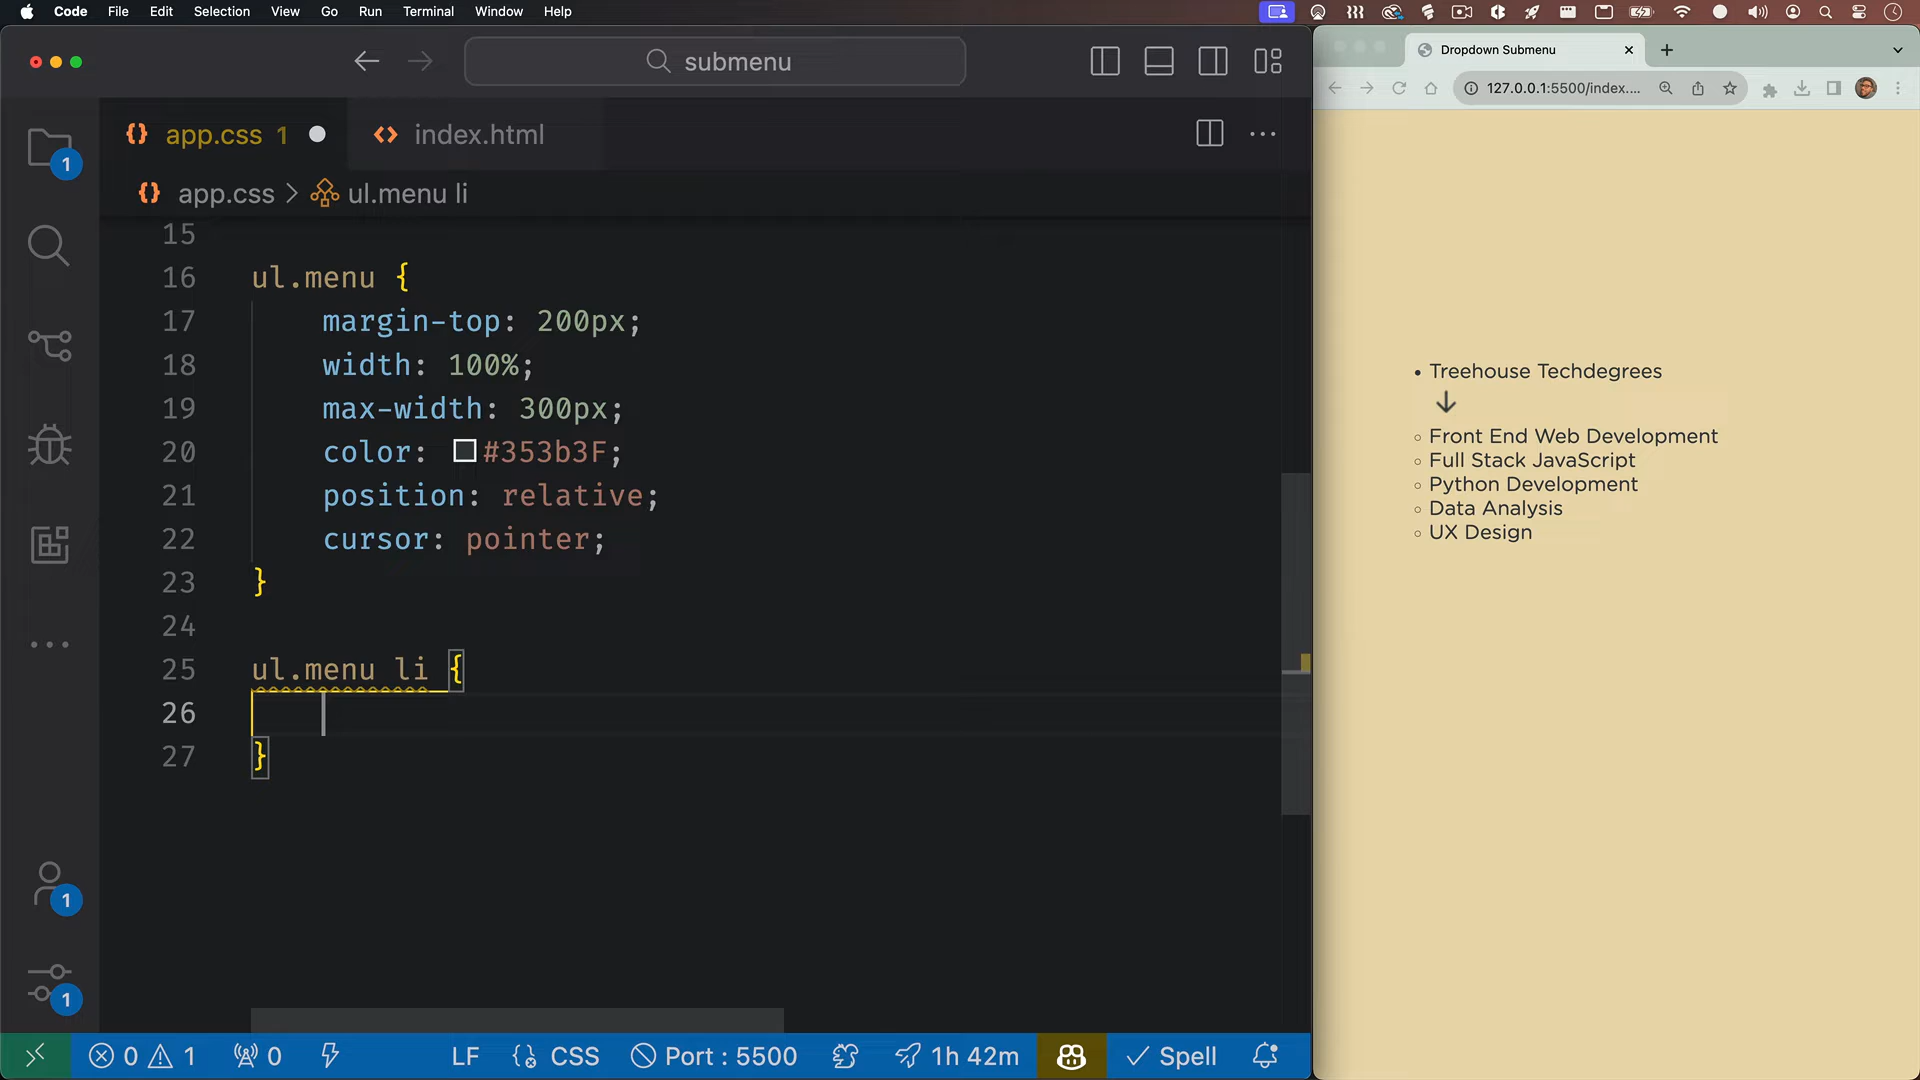 Code File Edit Selection View Go Run Terminal Window Help
submenu
app.css 1 index.html
app.css > ul.menu li
15
16 ul.menu {
17 margin-top: 200px;
18 width: 100%;
19 max-width: 300px;
20 color: #353b3F;
21 position: relative;
22 cursor: pointer;
23 }
24
25 ul.menu li {
26
27 }
1
1
1
0 1 0 LF CSS Port : 5500 1h 42m Spell
Dropdown Submenu
127.0.0.1:5500/index....
Treehouse Techdegrees
Front End Web Development
Full Stack JavaScript
Python Development
Data Analysis
UX Design